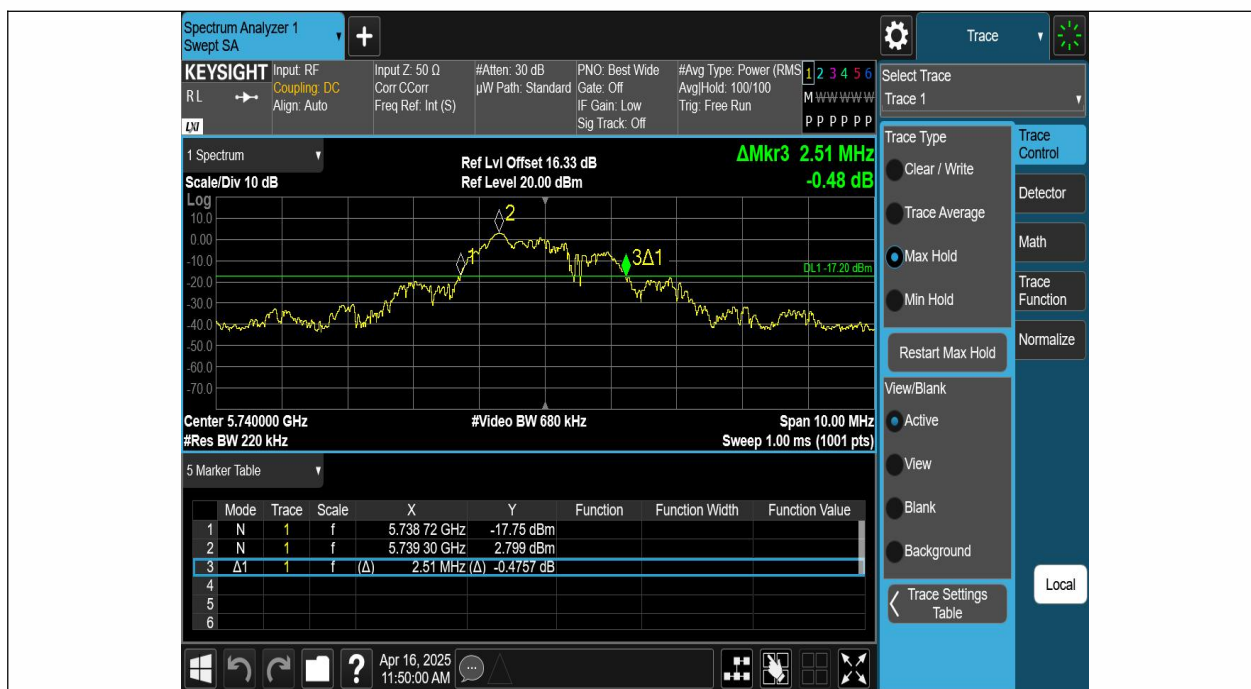 Spectrum Analyzer 1
Swept SA
+
Trace
KEYSIGHT
RL
LXI
Input: RF
Coupling: DC
Align: Auto
Input Z: 50 Ω
Corr CCorr
Freq Ref: Int (S)
#Atten: 30 dB
µW Path: Standard
PNO: Best Wide
Gate: Off
IF Gain: Low
Sig Track: Off
#Avg Type: Power (RMS
Avg|Hold: 100/100
Trig: Free Run
1 2 3 4 5 6
M W W W W W
P P P P P P
Select Trace
Trace 1
1 Spectrum
Scale/Div 10 dB
Ref Lvl Offset 16.33 dB
Ref Level 20.00 dBm
ΔMkr3 2.51 MHz
-0.48 dB
Log
10.0
0.00
-10.0
-20.0
-30.0
-40.0
-50.0
-60.0
-70.0
1
2
3Δ1
DL1 -17.20 dBm
Center 5.740000 GHz
#Res BW 220 kHz
#Video BW 680 kHz
Span 10.00 MHz
Sweep 1.00 ms (1001 pts)
5 Marker Table
Mode Trace Scale X Y Function Function Width Function Value
1 N 1 f 5.738 72 GHz -17.75 dBm
2 N 1 f 5.739 30 GHz 2.799 dBm
3 Δ1 1 f (Δ) 2.51 MHz (Δ) -0.4757 dB
4
5
6
Trace Type
Clear / Write
Trace Average
Max Hold
Min Hold
Restart Max Hold
View/Blank
Active
View
Blank
Background
Trace Settings
Table
Trace
Control
Detector
Math
Trace
Function
Normalize
Local
?
Apr 16, 2025
11:50:00 AM